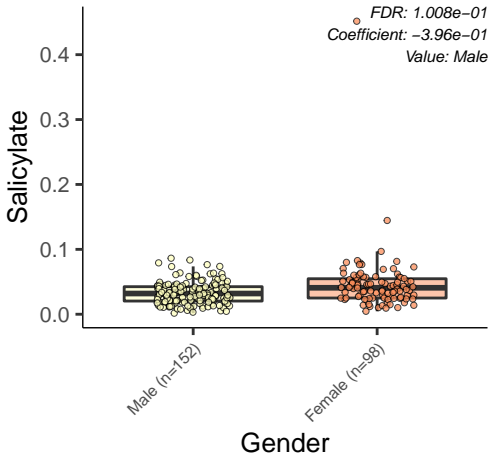 FDR: 1.008e−01
Coefficient: −3.96e−01
Value: Male
Salicylate
0.4
0.3
0.2
0.1
0.0
Male (n=152)
Female (n=98)
Gender